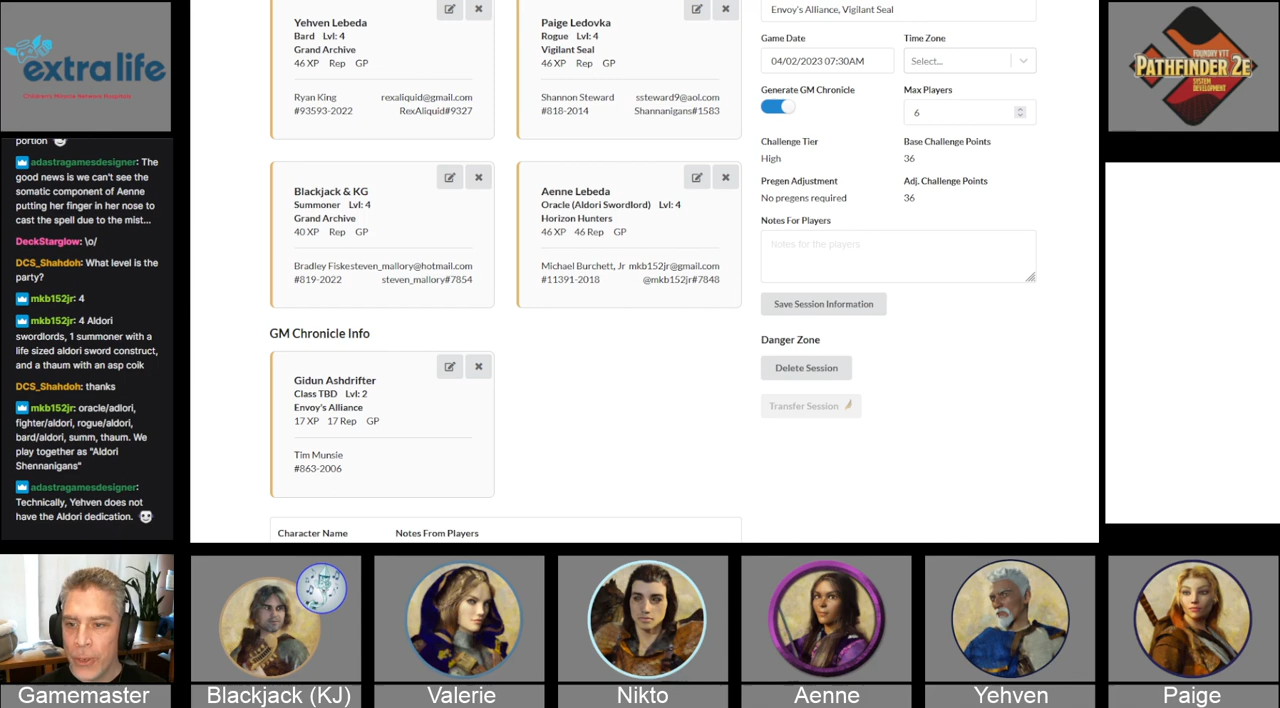 extralife
Children's Miracle Network Hospitals
portion
adastragamesdesigner: The
good news is we can't see the
somatic component of Aenne
putting her finger in her nose to
cast the spell due to the mist...
DeckStarglow: \o/
DCS_Shahdoh: What level is the
party?
mkb152jr: 4
mkb152jr: 4 Aldori
swordlords, 1 summoner with a
life sized aldori sword construct,
and a thaum with an asp coik
DCS_Shahdoh: thanks
mkb152jr: oracle/adlori,
fighter/aldori, rogue/aldori,
bard/aldori, summ, thaum. We
play together as "Aldori
Shennanigans"
adastragamesdesigner:
Technically, Yehven does not
have the Aldori dedication.
Yehven Lebeda
Bard Lvl: 4
Grand Archive
46 XP Rep GP
Ryan King rexaliquid@gmail.com
#93593-2022 RexAliquid#9327
Paige Ledovka
Rogue Lvl: 4
Vigilant Seal
46 XP Rep GP
Shannon Steward ssteward9@aol.com
#818-2014 Shannanigans#1583
Blackjack & KG
Summoner Lvl: 4
Grand Archive
40 XP Rep GP
Bradley Fiskesteven_mallory@hotmail.com
#819-2022 steven_mallory#7854
Aenne Lebeda
Oracle (Aldori Swordlord) Lvl: 4
Horizon Hunters
46 XP 46 Rep GP
Michael Burchett, Jr mkb152jr@gmail.com
#11391-2018 @mkb152jr#7848
GM Chronicle Info
Gidun Ashdrifter
Class TBD Lvl: 2
Envoy's Alliance
17 XP 17 Rep GP
Tim Munsie
#863-2006
Character Name Notes From Players
Envoy's Alliance, Vigilant Seal
Game Date Time Zone
04/02/2023 07:30AM Select...
Generate GM Chronicle Max Players
6
Challenge Tier Base Challenge Points
High 36
Pregen Adjustment Adj. Challenge Points
No pregens required 36
Notes For Players
Notes for the players
Save Session Information
Danger Zone
Delete Session
Transfer Session
FOUNDRY VTT
PATHFINDER 2e
SYSTEM
DEVELOPMENT
Gamemaster Blackjack (KJ) Valerie Nikto Aenne Yehven Paige